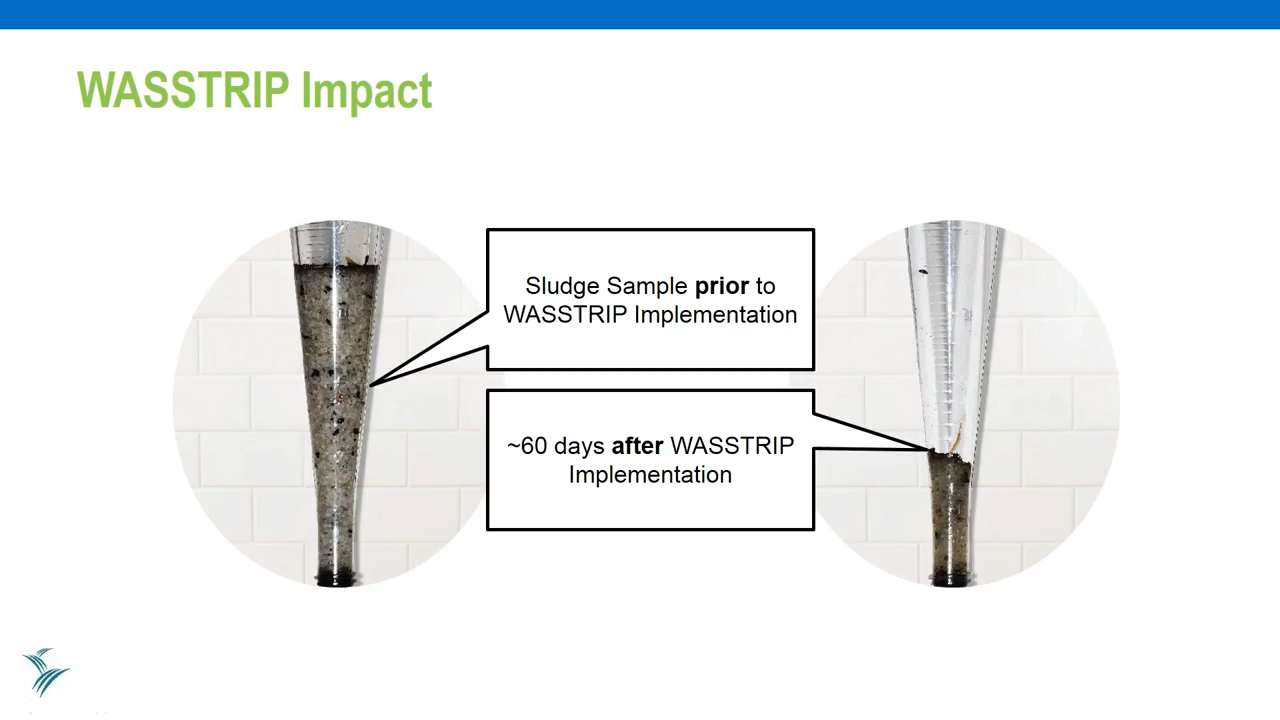 WASSTRIP Impact
Sludge Sample prior to
WASSTRIP Implementation
~60 days after WASSTRIP
Implementation